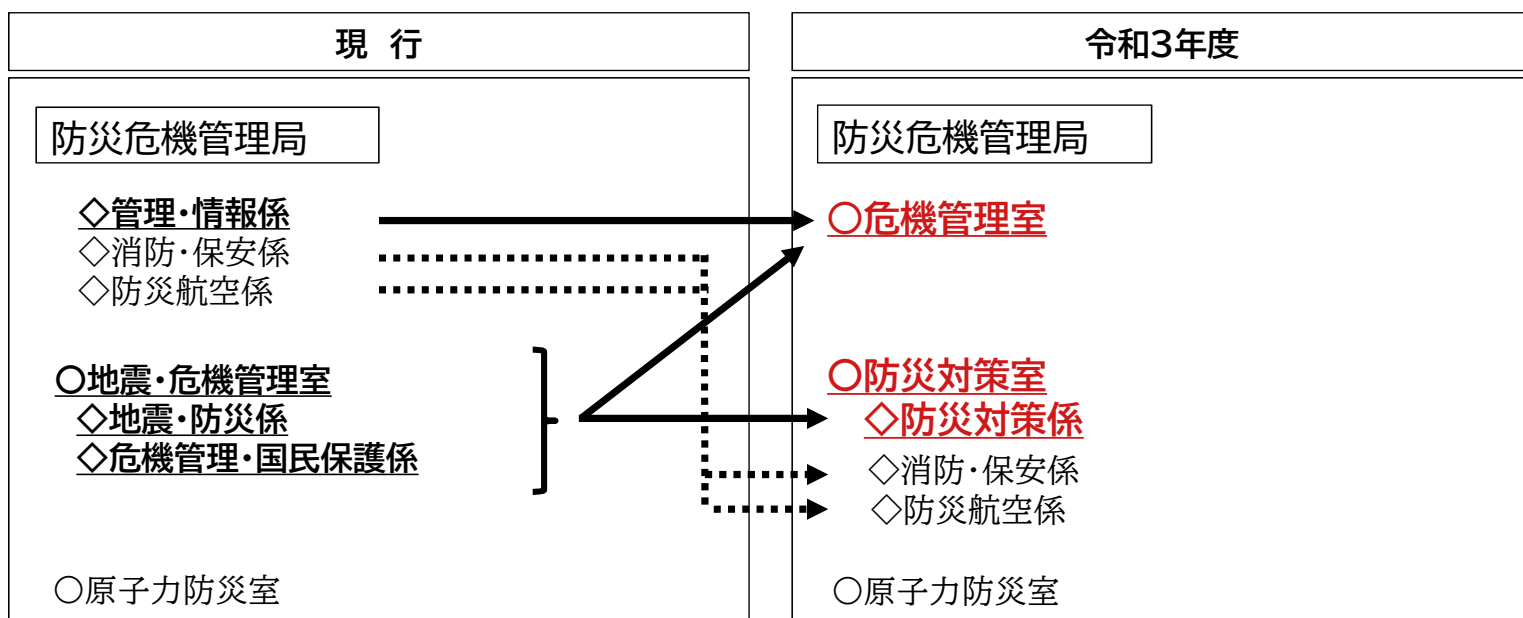 現 行
防災危機管理局
◇管理・情報係
◇消防・保安係
◇防災航空係
○地震・危機管理室
◇地震・防災係
◇危機管理・国民保護係
○原子力防災室
令和3年度
防災危機管理局
○危機管理室
○防災対策室
◇防災対策係
◇消防・保安係
◇防災航空係
○原子力防災室